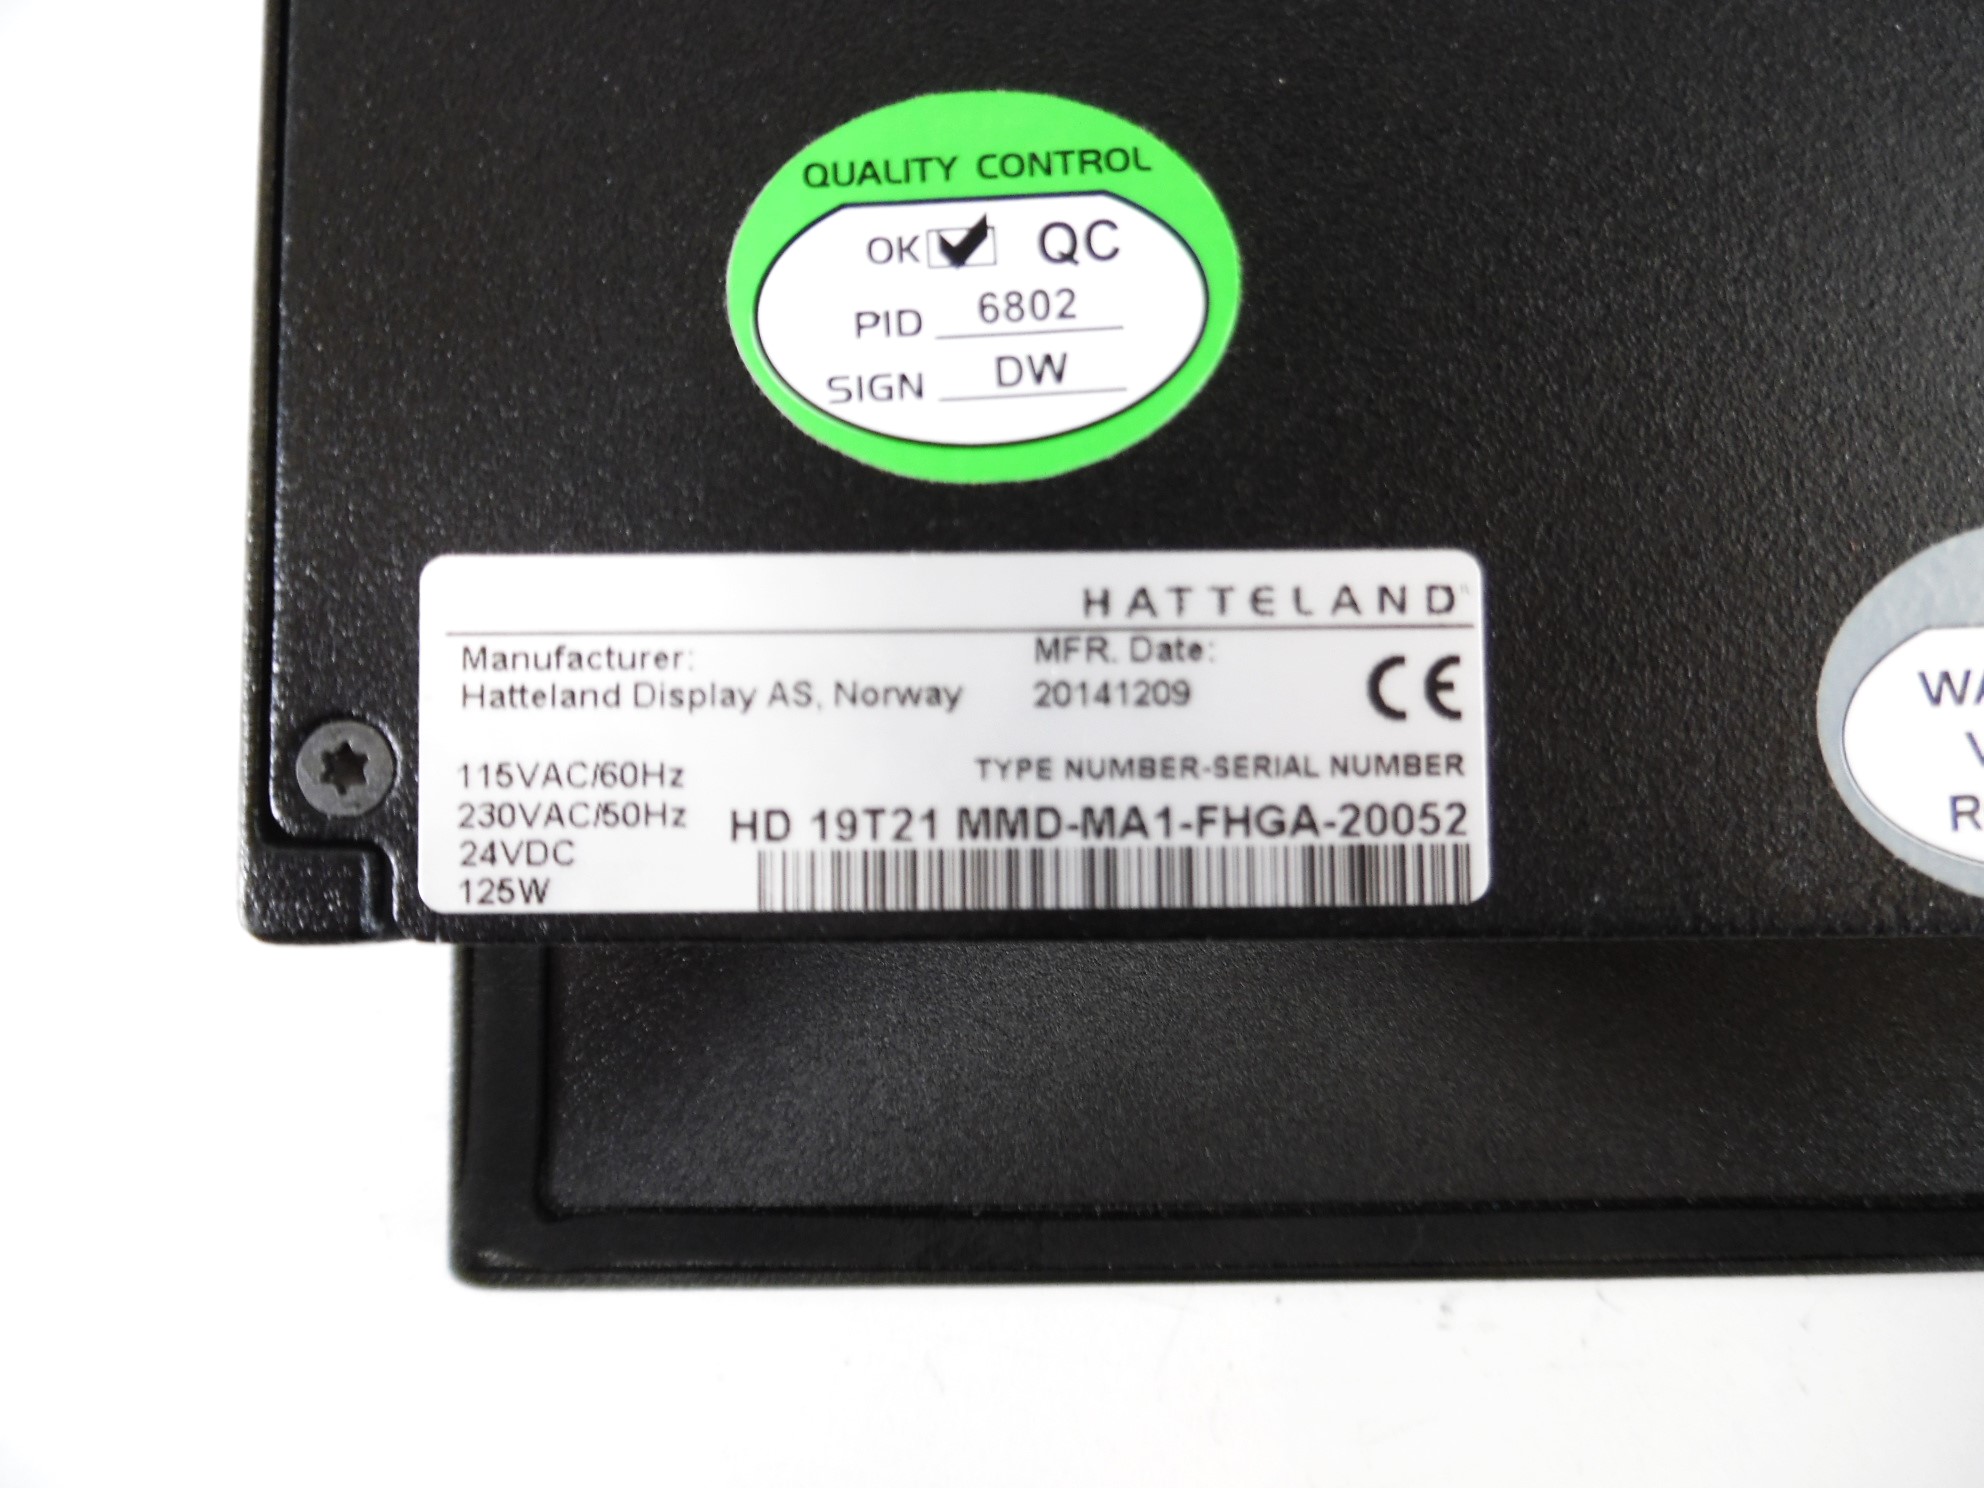 QUALITY CONTROL
OK QC
PID 6802
SIGN DW
HATTELAND
Manufacturer: MFR. Date:
Hatteland Display AS, Norway 20141209 CE
115VAC/60Hz TYPE NUMBER-SERIAL NUMBER
230VAC/50Hz HD 19T21 MMD-MA1-FHGA-20052
24VDC
125W